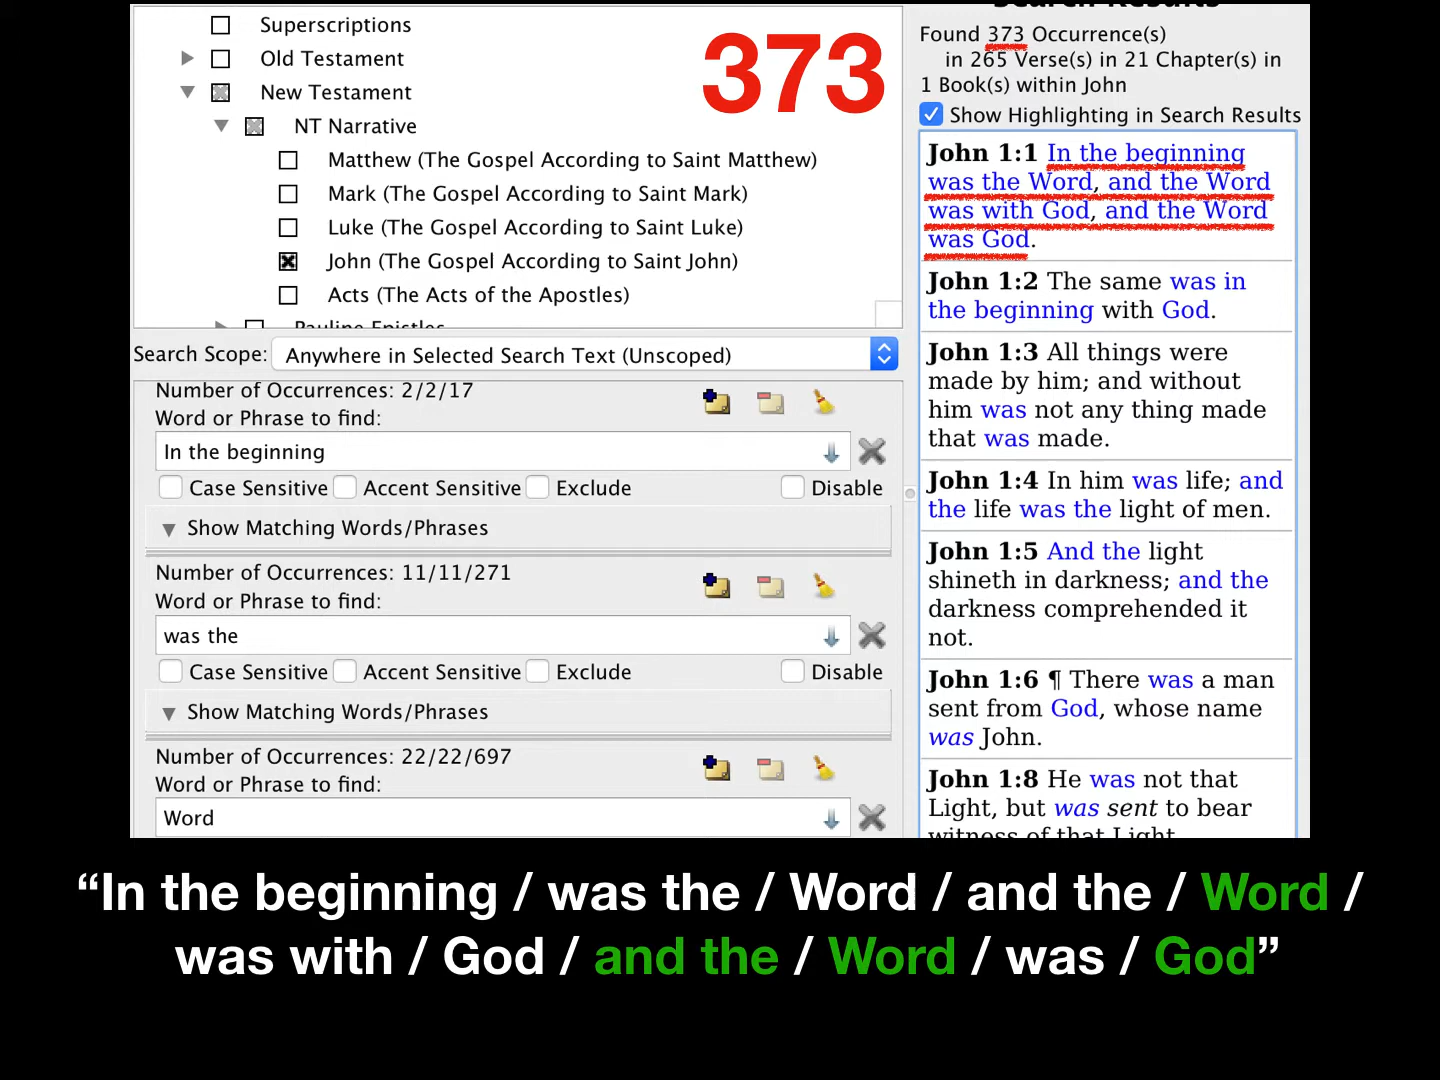 Superscriptions
Old Testament
New Testament
NT Narrative
Matthew (The Gospel According to Saint Matthew)
Mark (The Gospel According to Saint Mark)
Luke (The Gospel According to Saint Luke)
John (The Gospel According to Saint John)
Acts (The Acts of the Apostles)
Pauline Epistles
373
Search Scope: Anywhere in Selected Search Text (Unscoped)
Number of Occurrences: 2/2/17
Word or Phrase to find:
In the beginning
Case Sensitive Accent Sensitive Exclude Disable
Show Matching Words/Phrases
Number of Occurrences: 11/11/271
Word or Phrase to find:
was the
Case Sensitive Accent Sensitive Exclude Disable
Show Matching Words/Phrases
Number of Occurrences: 22/22/697
Word or Phrase to find:
Word
Search Results
Found 373 Occurrence(s)
in 265 Verse(s) in 21 Chapter(s) in
1 Book(s) within John
Show Highlighting in Search Results
John 1:1 In the beginning
was the Word, and the Word
was with God, and the Word
was God.
John 1:2 The same was in
the beginning with God.
John 1:3 All things were
made by him; and without
him was not any thing made
that was made.
John 1:4 In him was life; and
the life was the light of men.
John 1:5 And the light
shineth in darkness; and the
darkness comprehended it
not.
John 1:6 ¶ There was a man
sent from God, whose name
was John.
John 1:8 He was not that
Light, but was sent to bear
witness of that Light.
“In the beginning / was the / Word / and the / Word /
was with / God / and the / Word / was / God”